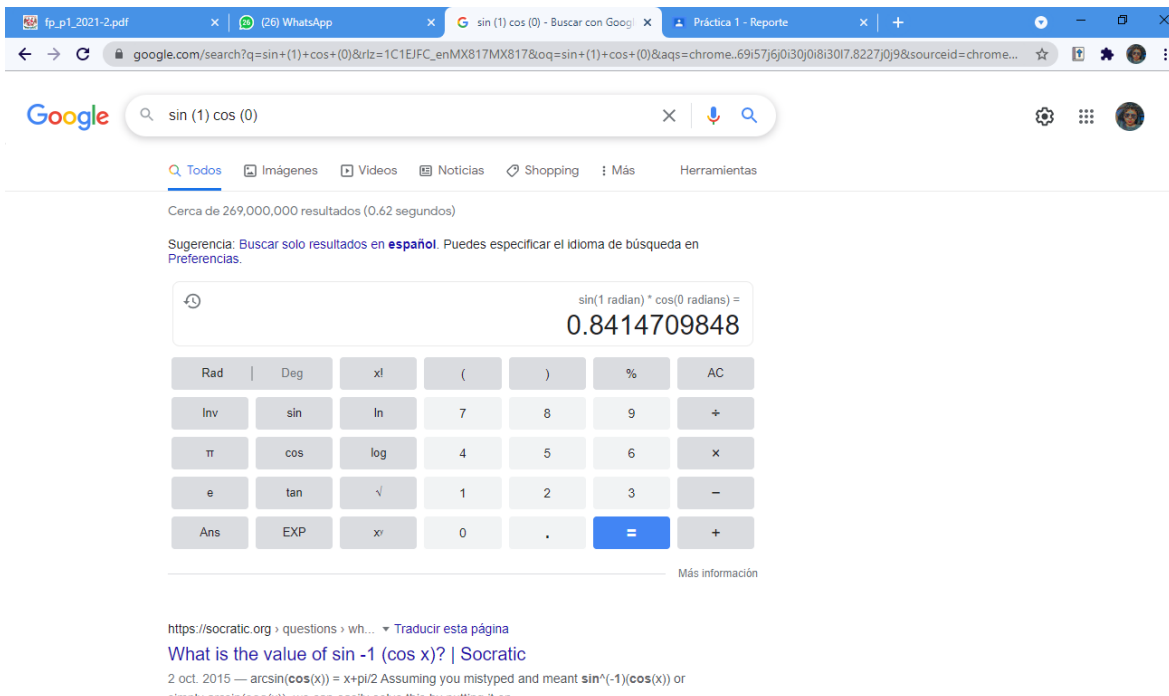 fp_p1_2021-2.pdf
26 (26) WhatsApp
G sin (1) cos (0) - Buscar con Googl
Práctica 1 - Reporte
google.com/search?q=sin+(1)+cos+(0)&rlz=1C1EJFC_enMX817MX817&oq=sin+(1)+cos+(0)&aqs=chrome..69i57j6j0i30j0i8i30l7.8227j0j9&sourceid=chrome...
Google
sin (1) cos (0)
Todos Imágenes Videos Noticias Shopping Más Herramientas
Cerca de 269,000,000 resultados (0.62 segundos)
Sugerencia: Buscar solo resultados en español. Puedes especificar el idioma de búsqueda en
Preferencias.
sin(1 radian) * cos(0 radians) =
0.8414709848
Rad | Deg x! ( ) % AC
Inv sin ln 7 8 9 ÷
π cos log 4 5 6 ×
e tan √ 1 2 3 −
Ans EXP xʸ 0 . = +
Más información
https://socratic.org › questions › wh... Traducir esta página
What is the value of sin -1 (cos x)? | Socratic
2 oct. 2015 — arcsin(cos(x)) = x+pi/2 Assuming you mistyped and meant sin^(-1)(cos(x)) or